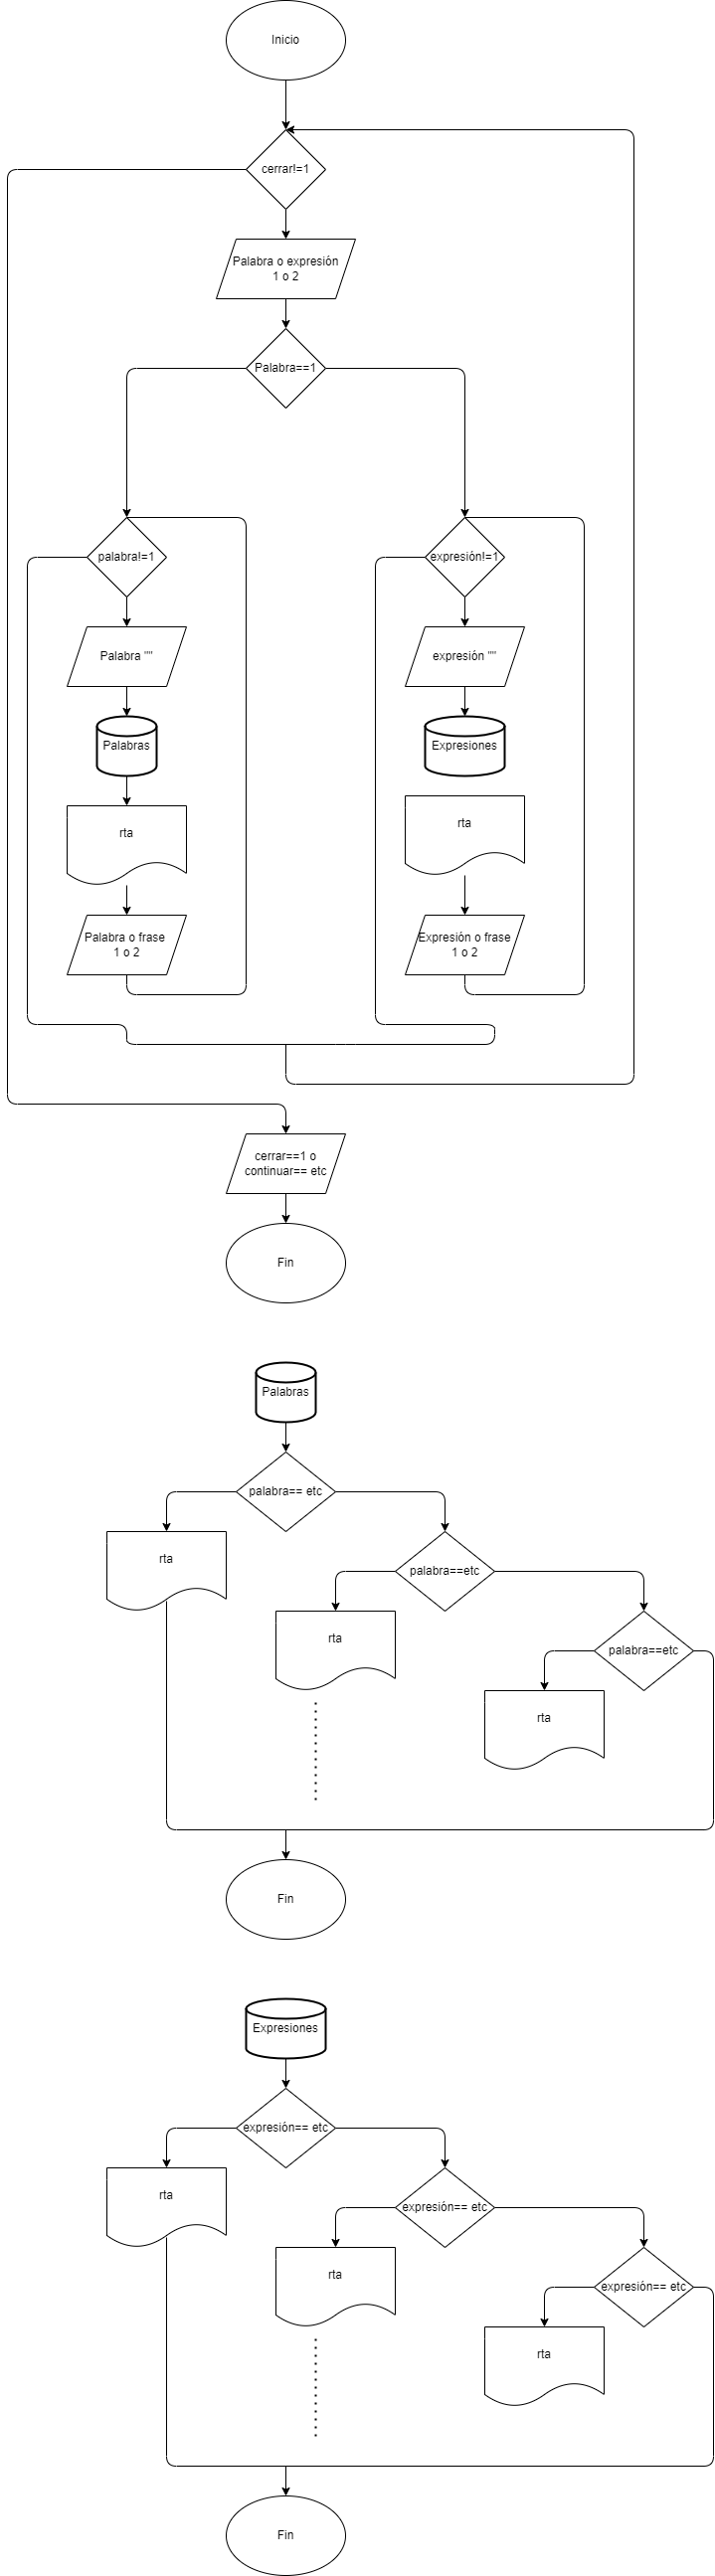 Inicio
cerrar!=1
Palabra o expresión
1 o 2
Palabra==1
palabra!=1
expresión!=1
Palabra ""
expresión ""
Palabras
Expresiones
rta
rta
Palabra o frase
1 o 2
Expresión o frase
1 o 2
cerrar==1 o
continuar== etc
Fin
Palabras
palabra== etc
rta
palabra==etc
rta
palabra==etc
rta
Fin
Expresiones
expresión== etc
rta
expresión== etc
rta
expresión== etc
rta
Fin